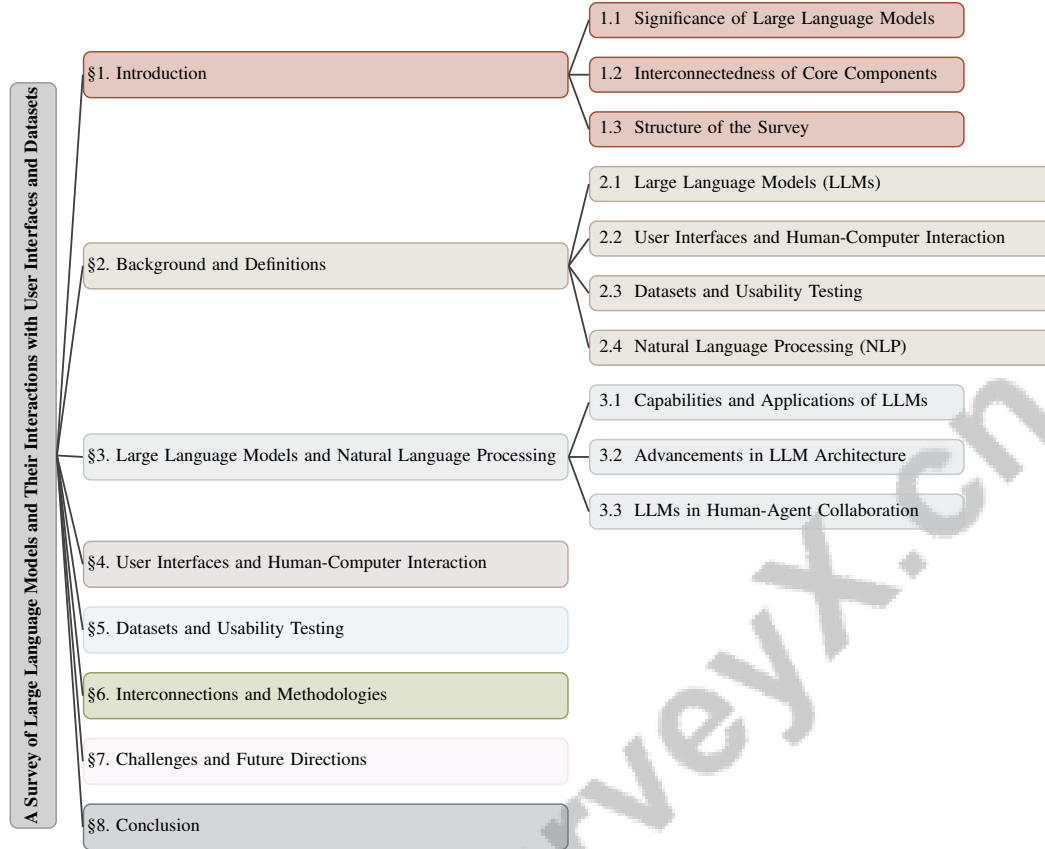 A Survey of Large Language Models and Their Interactions with User Interfaces and Datasets
§1. Introduction
1.1 Significance of Large Language Models
1.2 Interconnectedness of Core Components
1.3 Structure of the Survey
§2. Background and Definitions
2.1 Large Language Models (LLMs)
2.2 User Interfaces and Human-Computer Interaction
2.3 Datasets and Usability Testing
2.4 Natural Language Processing (NLP)
§3. Large Language Models and Natural Language Processing
3.1 Capabilities and Applications of LLMs
3.2 Advancements in LLM Architecture
3.3 LLMs in Human-Agent Collaboration
§4. User Interfaces and Human-Computer Interaction
§5. Datasets and Usability Testing
§6. Interconnections and Methodologies
§7. Challenges and Future Directions
§8. Conclusion
rveyx.cn